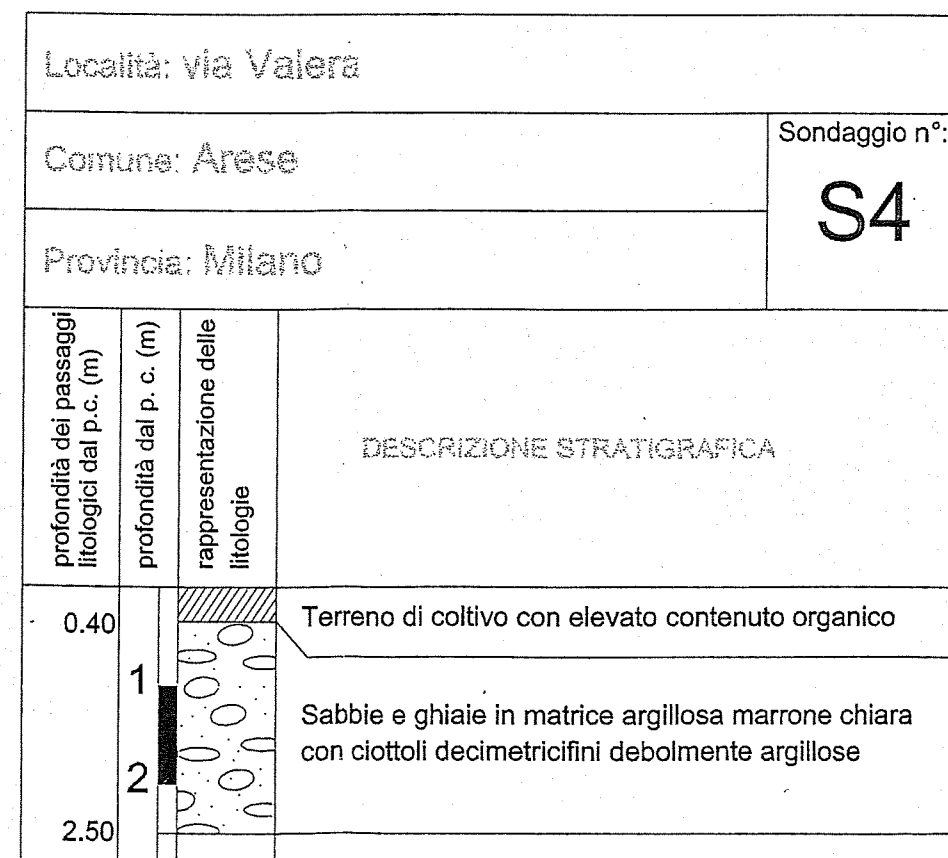 Località: via Valera
Comune: Arese
Sondaggio n°:
S4
Provincia: Milano
profondità dei passaggi
litologici dal p.c. (m)
profondità dal p. c. (m)
rappresentazione delle
litologie
DESCRIZIONE STRATIGRAFICA
0.40
Terreno di coltivo con elevato contenuto organico
1
Sabbie e ghiaie in matrice argillosa marrone chiara
con ciottoli decimetricifini debolmente argillose
2
2.50